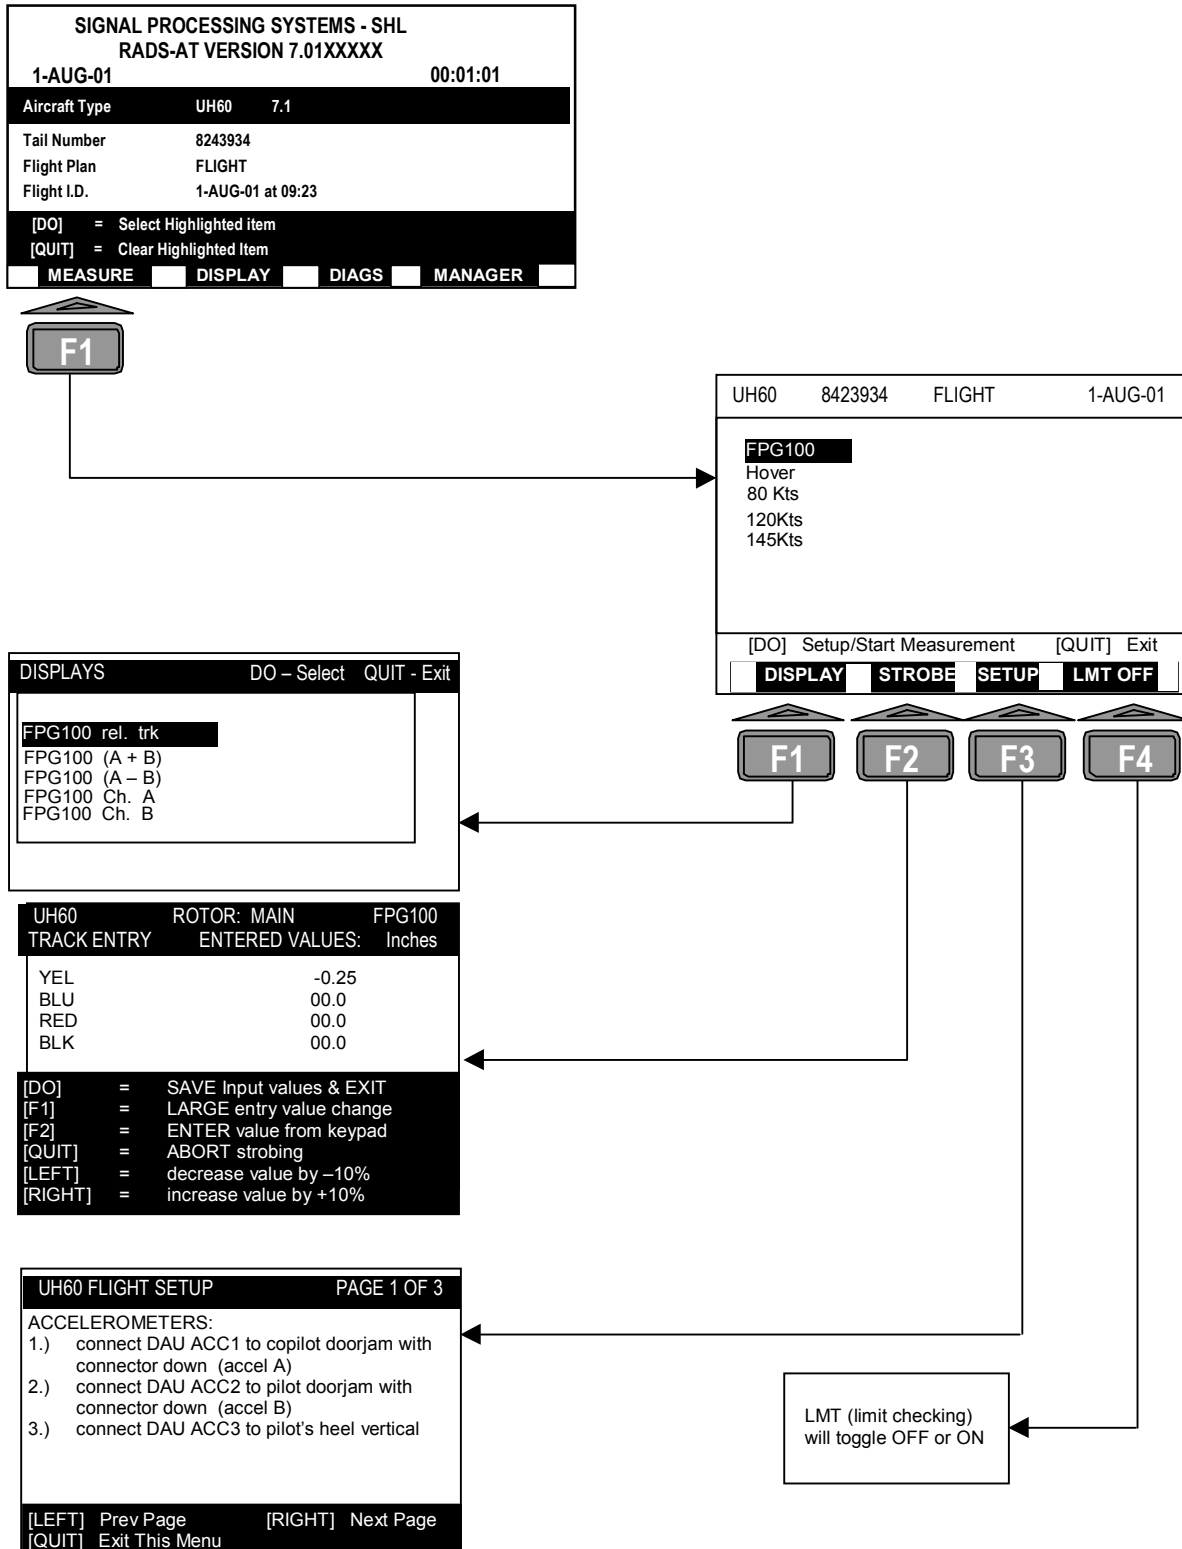 SIGNAL PROCESSING SYSTEMS - SHL
RADS-AT VERSION 7.01XXXXX
1-AUG-01 00:01:01
Aircraft Type UH60 7.1
Tail Number 8243934
Flight Plan FLIGHT
Flight I.D. 1-AUG-01 at 09:23
[DO] = Select Highlighted item
[QUIT] = Clear Highlighted Item
MEASURE DISPLAY DIAGS MANAGER
F1
UH60 8423934 FLIGHT 1-AUG-01
FPG100
Hover
80 Kts
120Kts
145Kts
[DO] Setup/Start Measurement [QUIT] Exit
DISPLAY STROBE SETUP LMT OFF
F1 F2 F3 F4
DISPLAYS DO – Select QUIT - Exit
FPG100 rel. trk
FPG100 (A + B)
FPG100 (A – B)
FPG100 Ch. A
FPG100 Ch. B
UH60 ROTOR: MAIN FPG100
TRACK ENTRY ENTERED VALUES: Inches
YEL -0.25
BLU 00.0
RED 00.0
BLK 00.0
[DO] = SAVE Input values & EXIT
[F1] = LARGE entry value change
[F2] = ENTER value from keypad
[QUIT] = ABORT strobing
[LEFT] = decrease value by –10%
[RIGHT] = increase value by +10%
UH60 FLIGHT SETUP PAGE 1 OF 3
ACCELEROMETERS:
1.) connect DAU ACC1 to copilot doorjam with
connector down (accel A)
2.) connect DAU ACC2 to pilot doorjam with
connector down (accel B)
3.) connect DAU ACC3 to pilot's heel vertical
[LEFT] Prev Page [RIGHT] Next Page
[QUIT] Exit This Menu
LMT (limit checking)
will toggle OFF or ON